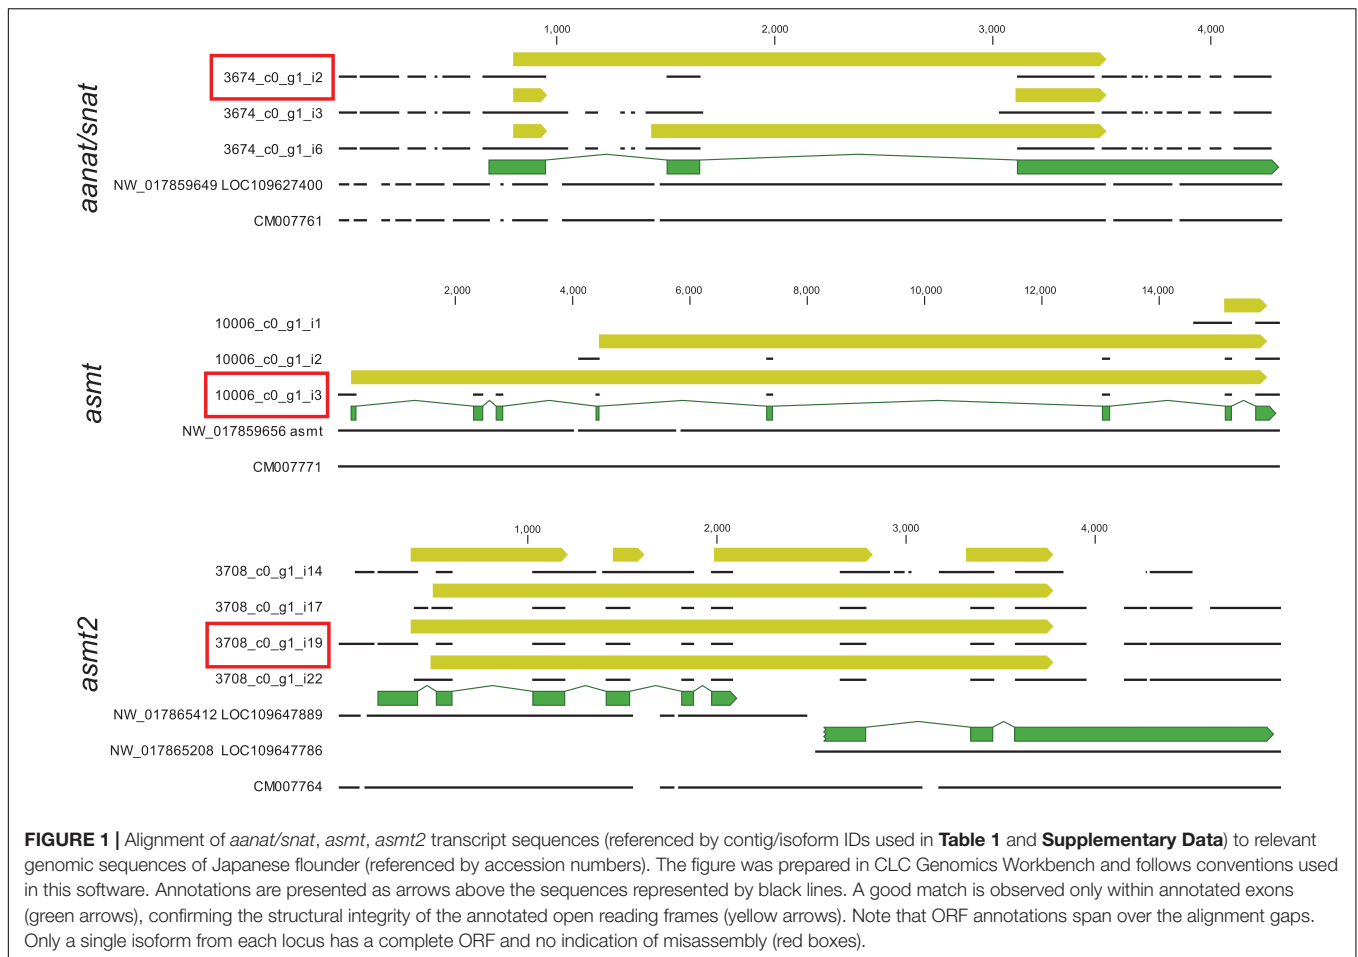 1,000 2,000 3,000 4,000
aanat/snat
3674_c0_g1_i2
3674_c0_g1_i3
3674_c0_g1_i6
NW_017859649 LOC109627400
CM007761
2,000 4,000 6,000 8,000 10,000 12,000 14,000
asmt
10006_c0_g1_i1
10006_c0_g1_i2
10006_c0_g1_i3
NW_017859656 asmt
CM007771
1,000 2,000 3,000 4,000
asmt2
3708_c0_g1_i14
3708_c0_g1_i17
3708_c0_g1_i19
3708_c0_g1_i22
NW_017865412 LOC109647889
NW_017865208 LOC109647786
CM007764
FIGURE 1 | Alignment of aanat/snat, asmt, asmt2 transcript sequences (referenced by contig/isoform IDs used in Table 1 and Supplementary Data) to relevant
genomic sequences of Japanese flounder (referenced by accession numbers). The figure was prepared in CLC Genomics Workbench and follows conventions used
in this software. Annotations are presented as arrows above the sequences represented by black lines. A good match is observed only within annotated exons
(green arrows), confirming the structural integrity of the annotated open reading frames (yellow arrows). Note that ORF annotations span over the alignment gaps.
Only a single isoform from each locus has a complete ORF and no indication of misassembly (red boxes).